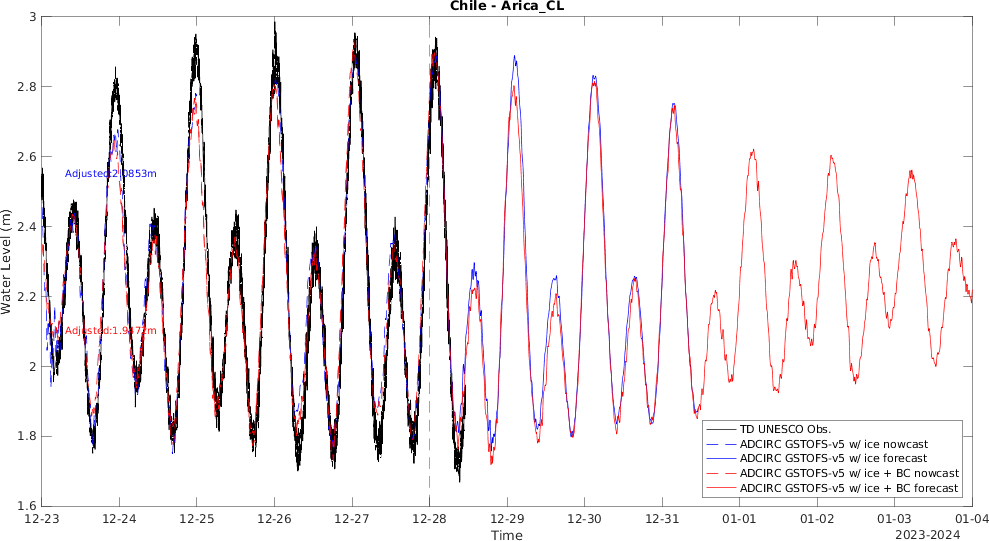 Chile - Arica_CL
3
2.8
2.6
2.4
2.2
2
1.8
1.6
Water Level (m)
Adjusted:2.0853m
TD UNESCO Obs.
ADCIRC GSTOFS-v5 w/ ice nowcast
ADCIRC GSTOFS-v5 w/ ice forecast
ADCIRC GSTOFS-v5 w/ ice + BC nowcast
ADCIRC GSTOFS-v5 w/ ice + BC forecast
12-23 12-24 12-25 12-26 12-27 12-28 12-29 12-30 12-31 01-01 01-02 01-03 01-04
Time
2023-2024